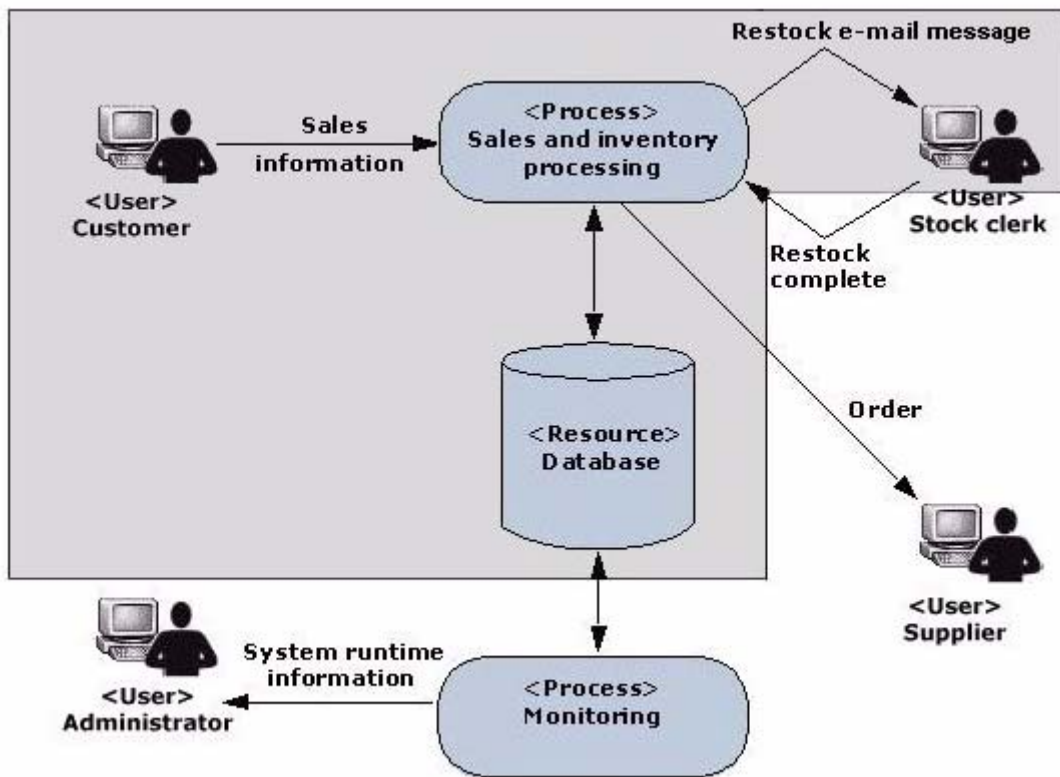 Restock e-mail message
<Process>
Sales and inventory
processing
Sales
information
<User>
Customer
<User>
Stock clerk
Restock
complete
<Resource>
Database
Order
<User>
Supplier
System runtime
information
<User>
Administrator
<Process>
Monitoring